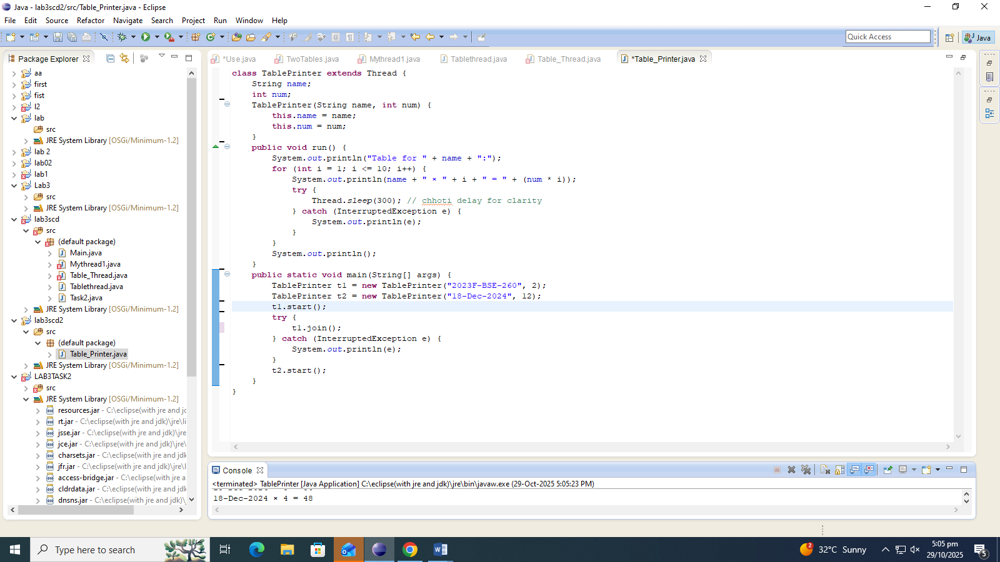 Java - lab3scd2/src/Table_Printer.java - Eclipse
File Edit Source Refactor Navigate Search Project Run Window Help
Quick Access
Java
Package Explorer
aa
first
fist
l2
lab
src
JRE System Library [OSGi/Minimum-1.2]
lab 2
lab02
lab1
Lab3
src
JRE System Library [OSGi/Minimum-1.2]
lab3scd
src
(default package)
Main.java
Mythread1.java
Table_Thread.java
Tablethread.java
Task2.java
JRE System Library [OSGi/Minimum-1.2]
lab3scd2
src
(default package)
Table_Printer.java
JRE System Library [OSGi/Minimum-1.2]
LAB3TASK2
src
JRE System Library [OSGi/Minimum-1.2]
resources.jar - C:\eclipse(with jre and jd
rt.jar - C:\eclipse(with jre and jdk)\jre\li
jsse.jar - C:\eclipse(with jre and jdk)\jre
jce.jar - C:\eclipse(with jre and jdk)\jre\
charsets.jar - C:\eclipse(with jre and jdk
jfr.jar - C:\eclipse(with jre and jdk)\jre\l
access-bridge.jar - C:\eclipse(with jre a
cldrdata.jar - C:\eclipse(with jre and jdk
dnsns.jar - C:\eclipse(with jre and jdk)\
*Use.java TwoTables.java Mythread1.java Tablethread.java Table_Thread.java *Table_Printer.java
class TablePrinter extends Thread {
String name;
int num;
TablePrinter(String name, int num) {
this.name = name;
this.num = num;
}
public void run() {
System.out.println("Table for " + name + ":");
for (int i = 1; i <= 10; i++) {
System.out.println(name + " × " + i + " = " + (num * i));
try {
Thread.sleep(300); // chhoti delay for clarity
} catch (InterruptedException e) {
System.out.println(e);
}
}
System.out.println();
}
public static void main(String[] args) {
TablePrinter t1 = new TablePrinter("2023F-BSE-260", 2);
TablePrinter t2 = new TablePrinter("18-Dec-2024", 12);
t1.start();
try {
t1.join();
} catch (InterruptedException e) {
System.out.println(e);
}
t2.start();
}
}
Console
<terminated> TablePrinter [Java Application] C:\eclipse(with jre and jdk)\jre\bin\javaw.exe (29-Oct-2025 5:05:23 PM)
18-Dec-2024 × 4 = 48
Type here to search
2
32°C Sunny
5:05 pm
29/10/2025
5